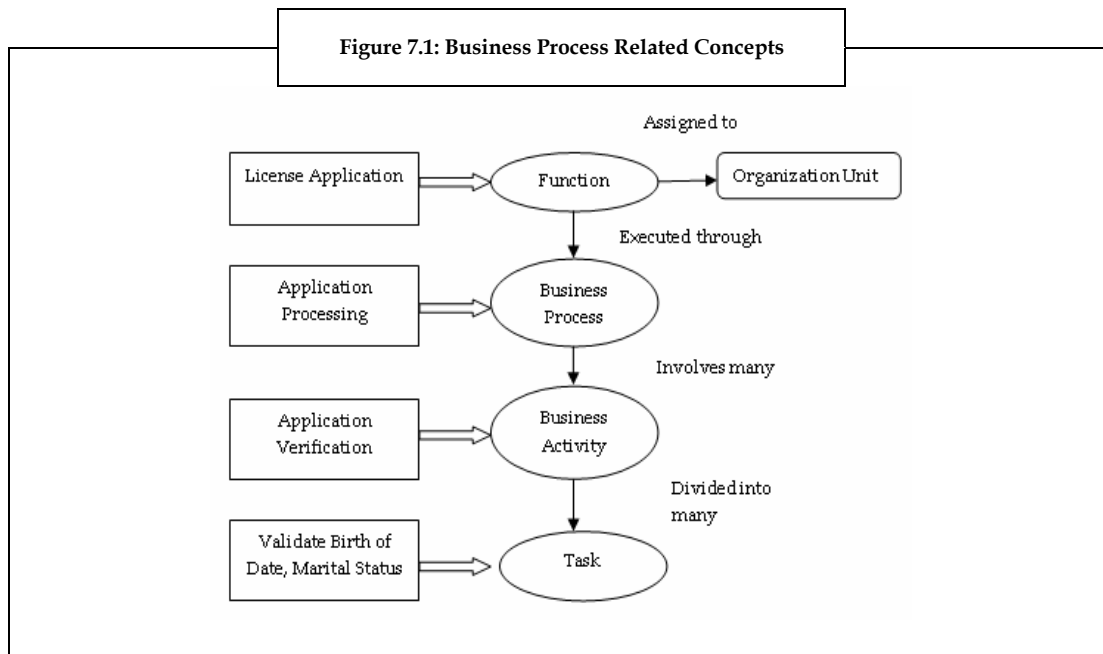 Figure 7.1: Business Process Related Concepts
Assigned to
License Application
Function
Organization Unit
Executed through
Application
Processing
Business
Process
Involves many
Application
Verification
Business
Activity
Divided into
many
Validate Birth of
Date, Marital Status
Task